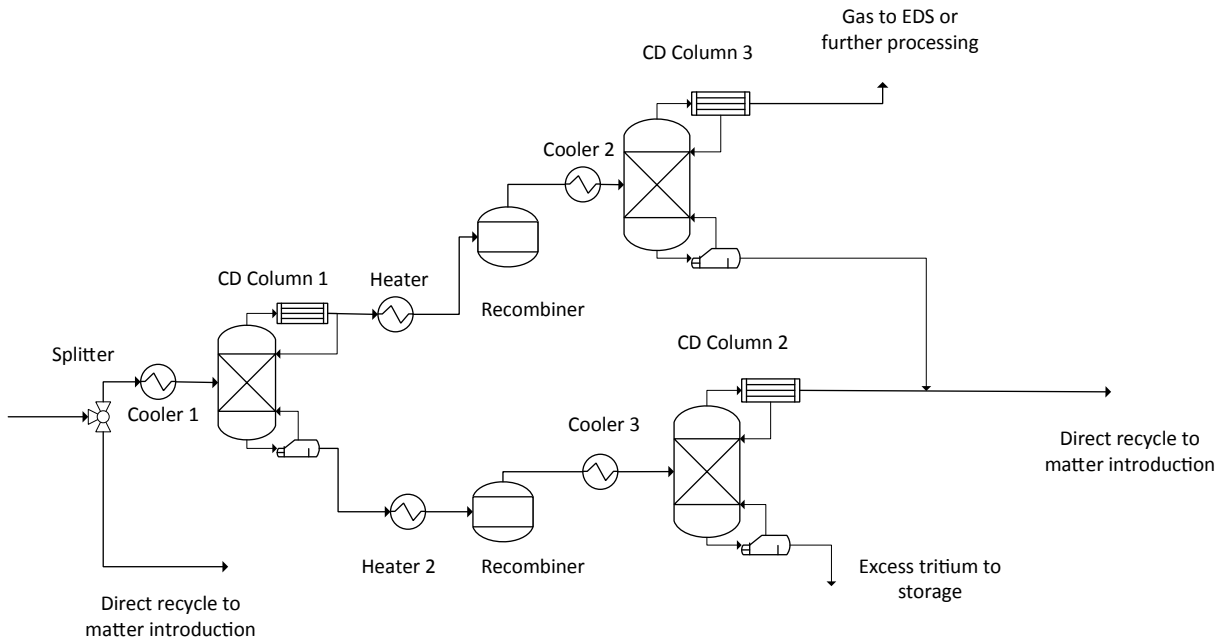 Gas to EDS or
further processing
CD Column 3
Cooler 2
CD Column 1
Heater
Recombiner
Splitter
CD Column 2
Cooler 1
Cooler 3
Direct recycle to
matter introduction
Heater 2
Recombiner
Excess tritium to
storage
Direct recycle to
matter introduction